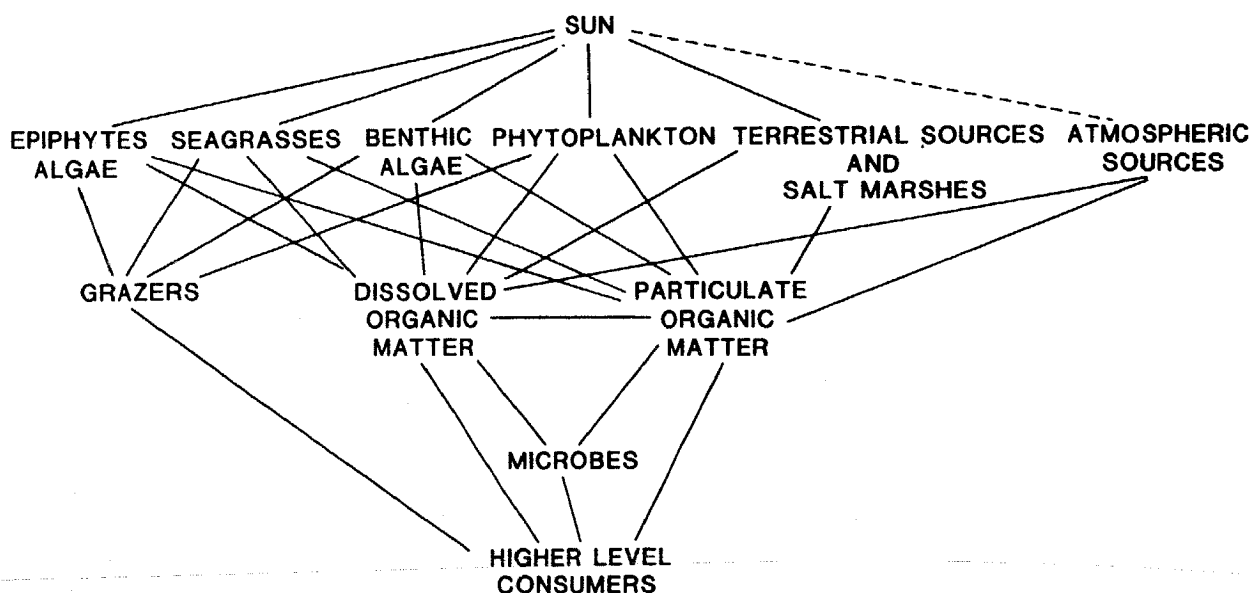 SUN
EPIPHYTES
ALGAE
SEAGRASSES
BENTHIC
ALGAE
PHYTOPLANKTON
TERRESTRIAL SOURCES
AND
SALT MARSHES
ATMOSPHERIC
SOURCES
GRAZERS
DISSOLVED
ORGANIC
MATTER
PARTICULATE
ORGANIC
MATTER
MICROBES
HIGHER LEVEL
CONSUMERS